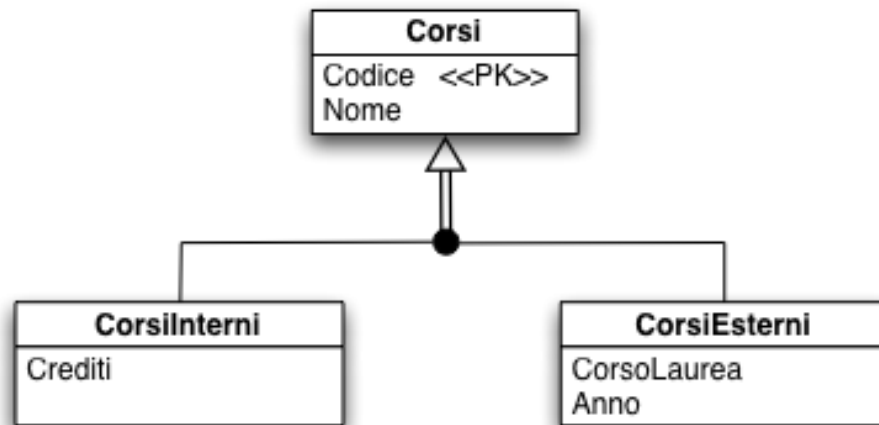 Corsi
Codice <<PK>>
Nome
CorsiInterni
Crediti
CorsiEsterni
CorsoLaurea
Anno